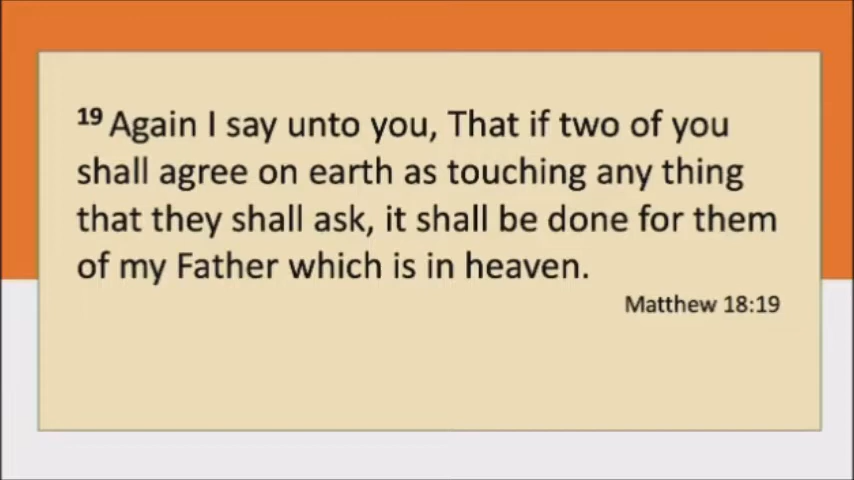 19 Again I say unto you, That if two of you
shall agree on earth as touching any thing
that they shall ask, it shall be done for them
of my Father which is in heaven.
Matthew 18:19